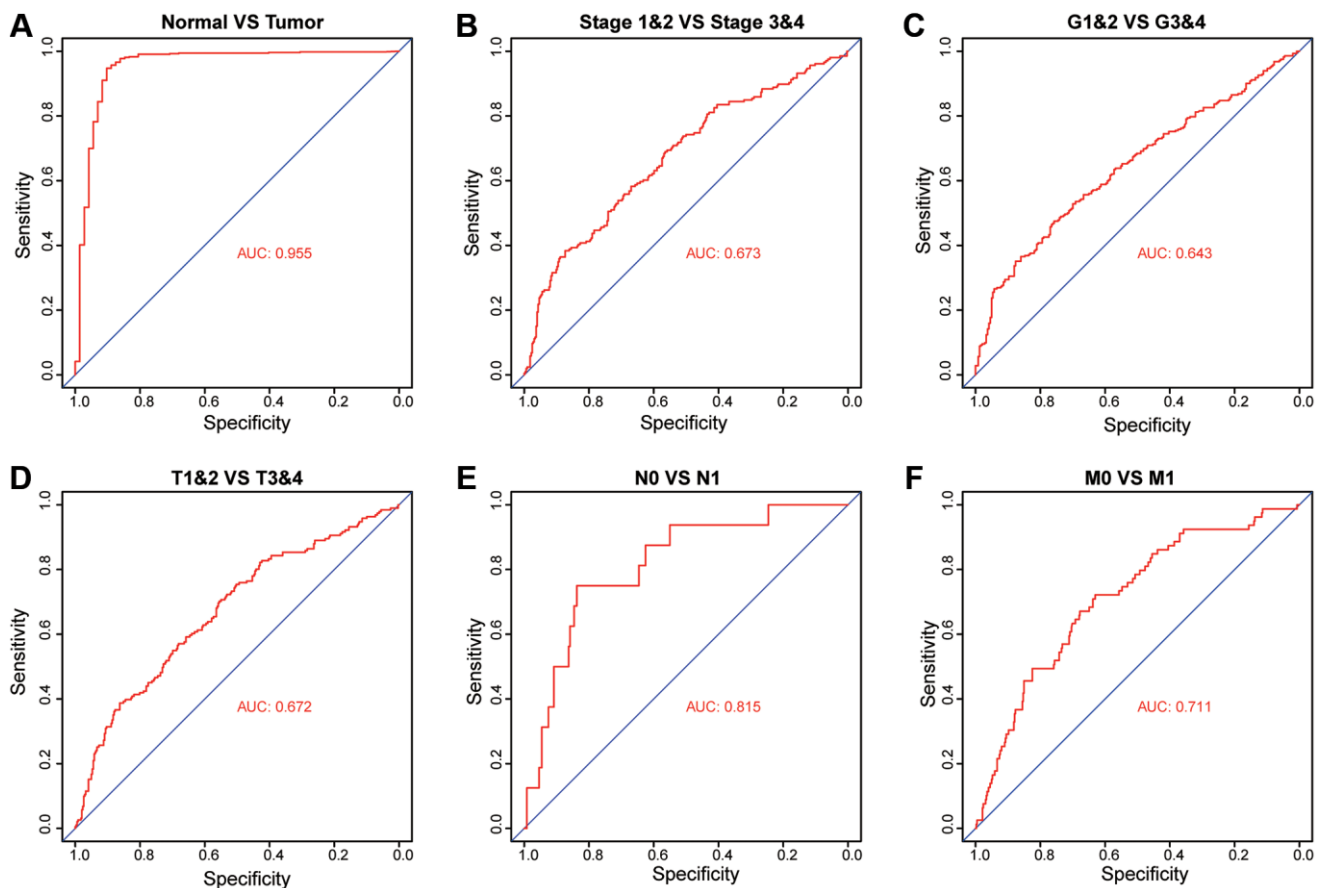 A
Normal VS Tumor
1.0
0.8
0.6
0.4
0.2
0.0
Sensitivity
AUC: 0.955
1.0 0.8 0.6 0.4 0.2 0.0
Specificity
B
Stage 1&2 VS Stage 3&4
1.0
0.8
0.6
0.4
0.2
0.0
Sensitivity
AUC: 0.673
1.0 0.8 0.6 0.4 0.2 0.0
Specificity
C
G1&2 VS G3&4
1.0
0.8
0.6
0.4
0.2
0.0
Sensitivity
AUC: 0.643
1.0 0.8 0.6 0.4 0.2 0.0
Specificity
D
T1&2 VS T3&4
1.0
0.8
0.6
0.4
0.2
0.0
Sensitivity
AUC: 0.672
1.0 0.8 0.6 0.4 0.2 0.0
Specificity
E
N0 VS N1
1.0
0.8
0.6
0.4
0.2
0.0
Sensitivity
AUC: 0.815
1.0 0.8 0.6 0.4 0.2 0.0
Specificity
F
M0 VS M1
1.0
0.8
0.6
0.4
0.2
0.0
Sensitivity
AUC: 0.711
1.0 0.8 0.6 0.4 0.2 0.0
Specificity